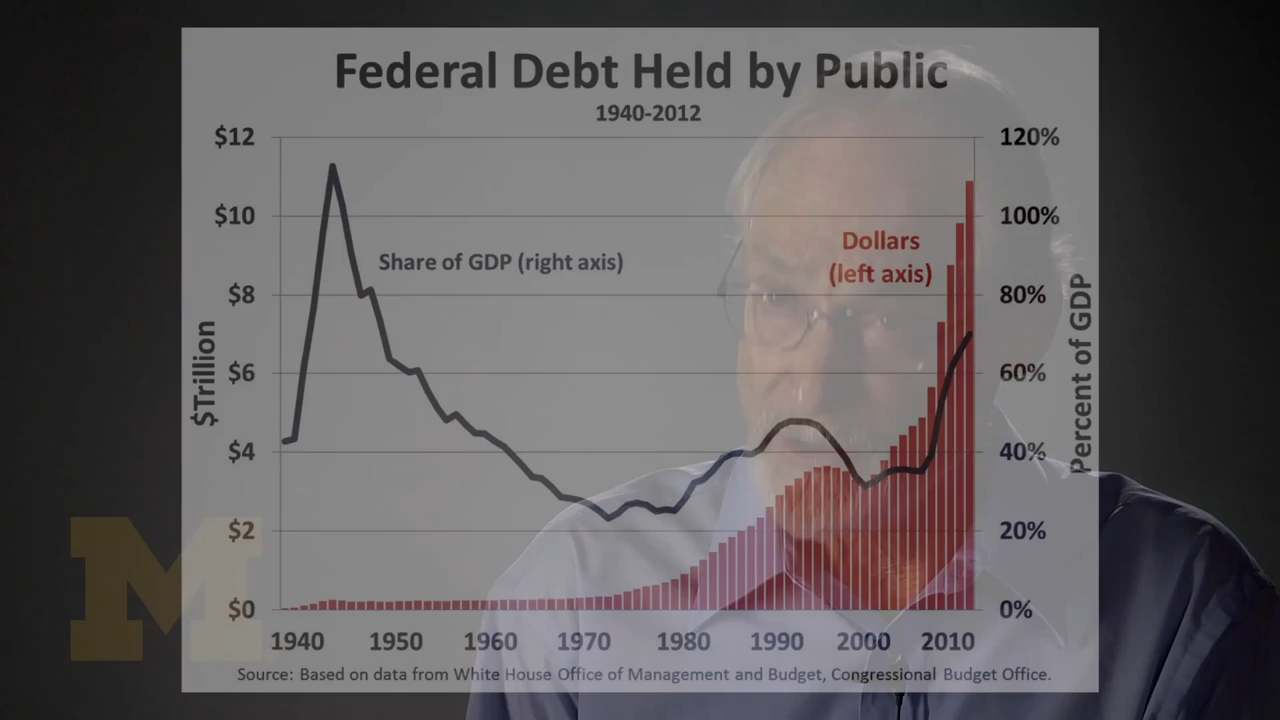 Federal Debt Held by Public
1940-2012
$12
$10
$8
$6
$4
$2
$0
$Trillion
Share of GDP (right axis)
Dollars
(left axis)
120%
100%
80%
60%
40%
20%
0%
Percent of GDP
1940 1950 1960 1970 1980 1990 2000 2010
Source: Based on data from White House Office of Management and Budget, Congressional Budget Office.
M